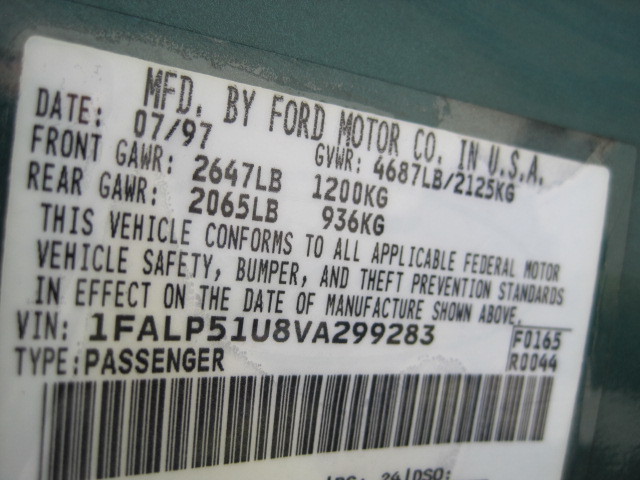 MFD. BY FORD MOTOR CO. IN U.S.A.
DATE: 07/97 GVWR: 4687LB/2125KG
FRONT GAWR: 2647LB 1200KG
REAR GAWR: 2065LB 936KG
THIS VEHICLE CONFORMS TO ALL APPLICABLE FEDERAL MOTOR
VEHICLE SAFETY, BUMPER, AND THEFT PREVENTION STANDARDS
IN EFFECT ON THE DATE OF MANUFACTURE SHOWN ABOVE.
VIN: 1FALP51U8VA299283 F0165
TYPE: PASSENGER R0044